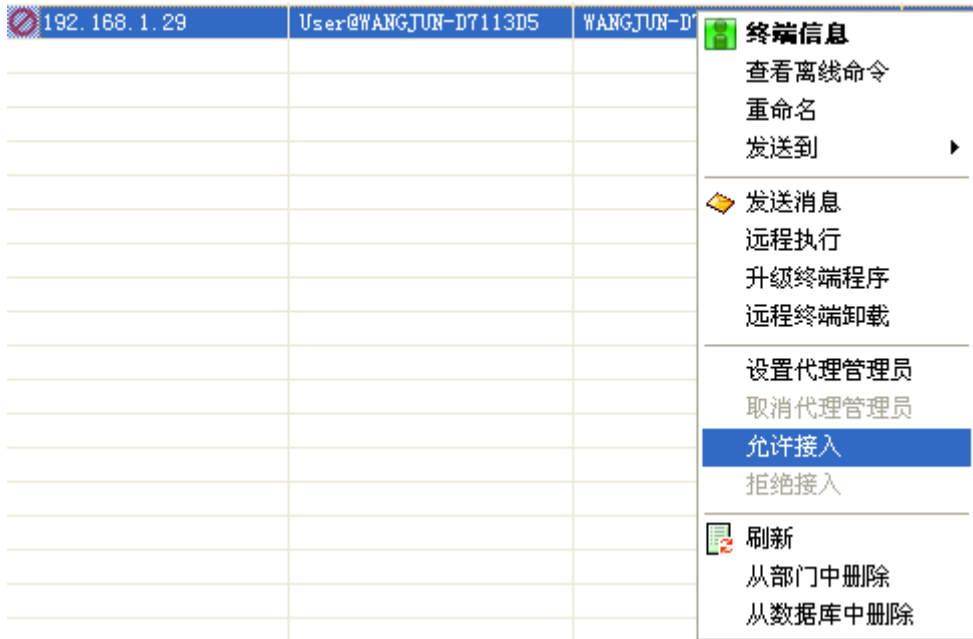 192.168.1.29 User@WANGJUN-D7113D5 WANGJUN-D7
终端信息
查看离线命令
重命名
发送到
发送消息
远程执行
升级终端程序
远程终端卸载
设置代理管理员
取消代理管理员
允许接入
拒绝接入
刷新
从部门中删除
从数据库中删除